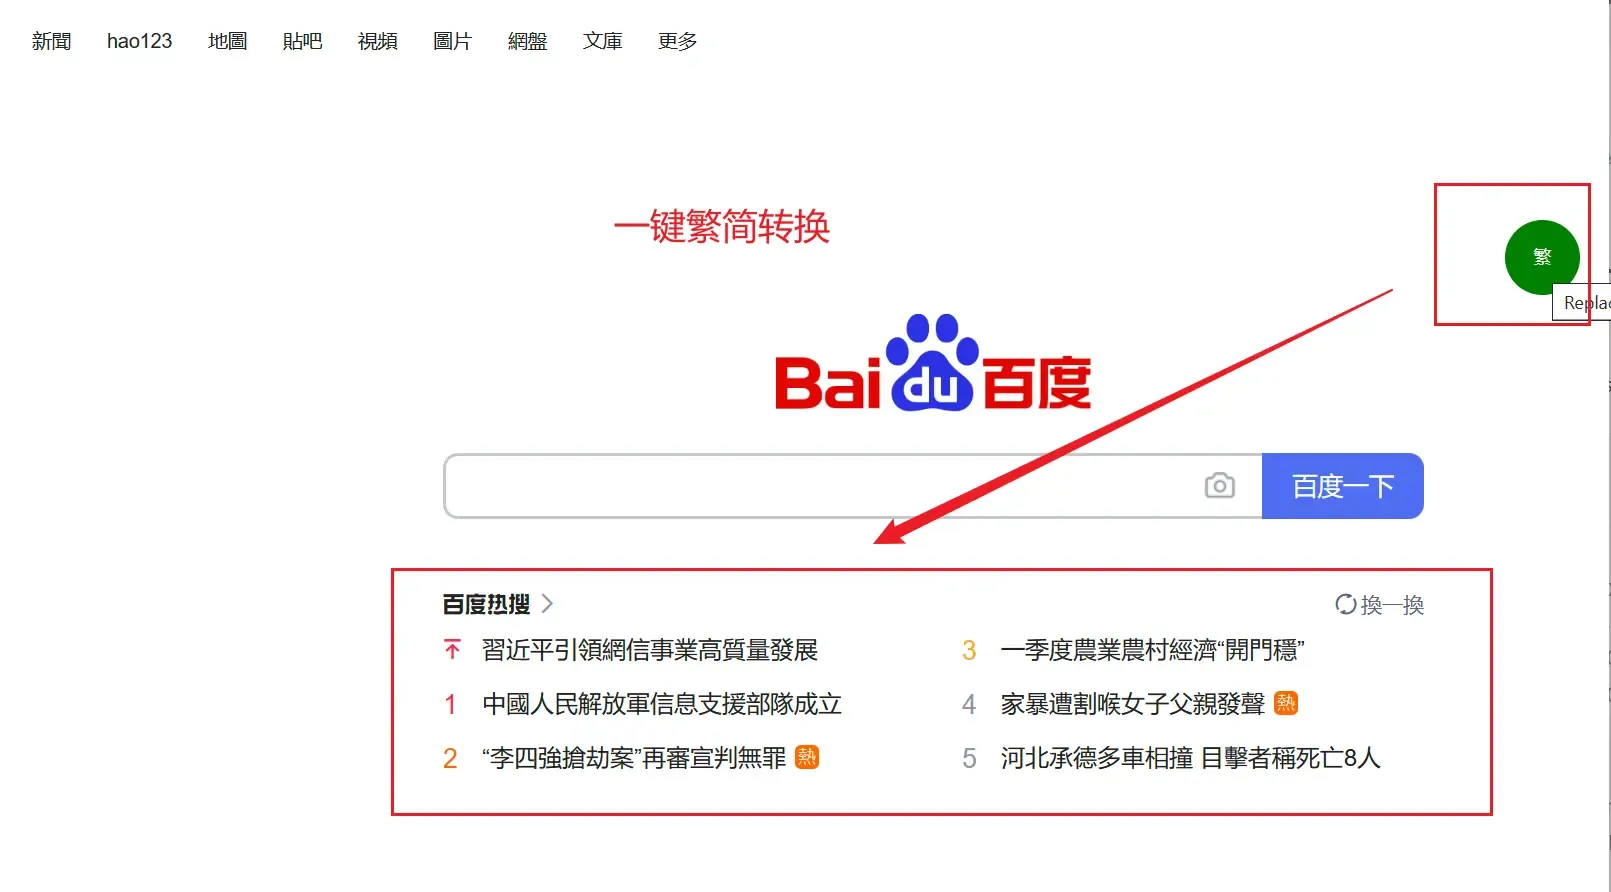 新聞 hao123 地圖 貼吧 視頻 圖片 網盤 文庫 更多
一键繁简转换
繁
Replac
Bai du 百度
百度一下
百度热搜 >
換一換
習近平引領網信事業高質量發展
1 中國人民解放軍信息支援部隊成立
2 “李四強搶劫案”再審宣判無罪 熱
3 一季度農業農村經濟“開門穩”
4 家暴遭割喉女子父親發聲 熱
5 河北承德多車相撞 目擊者稱死亡8人